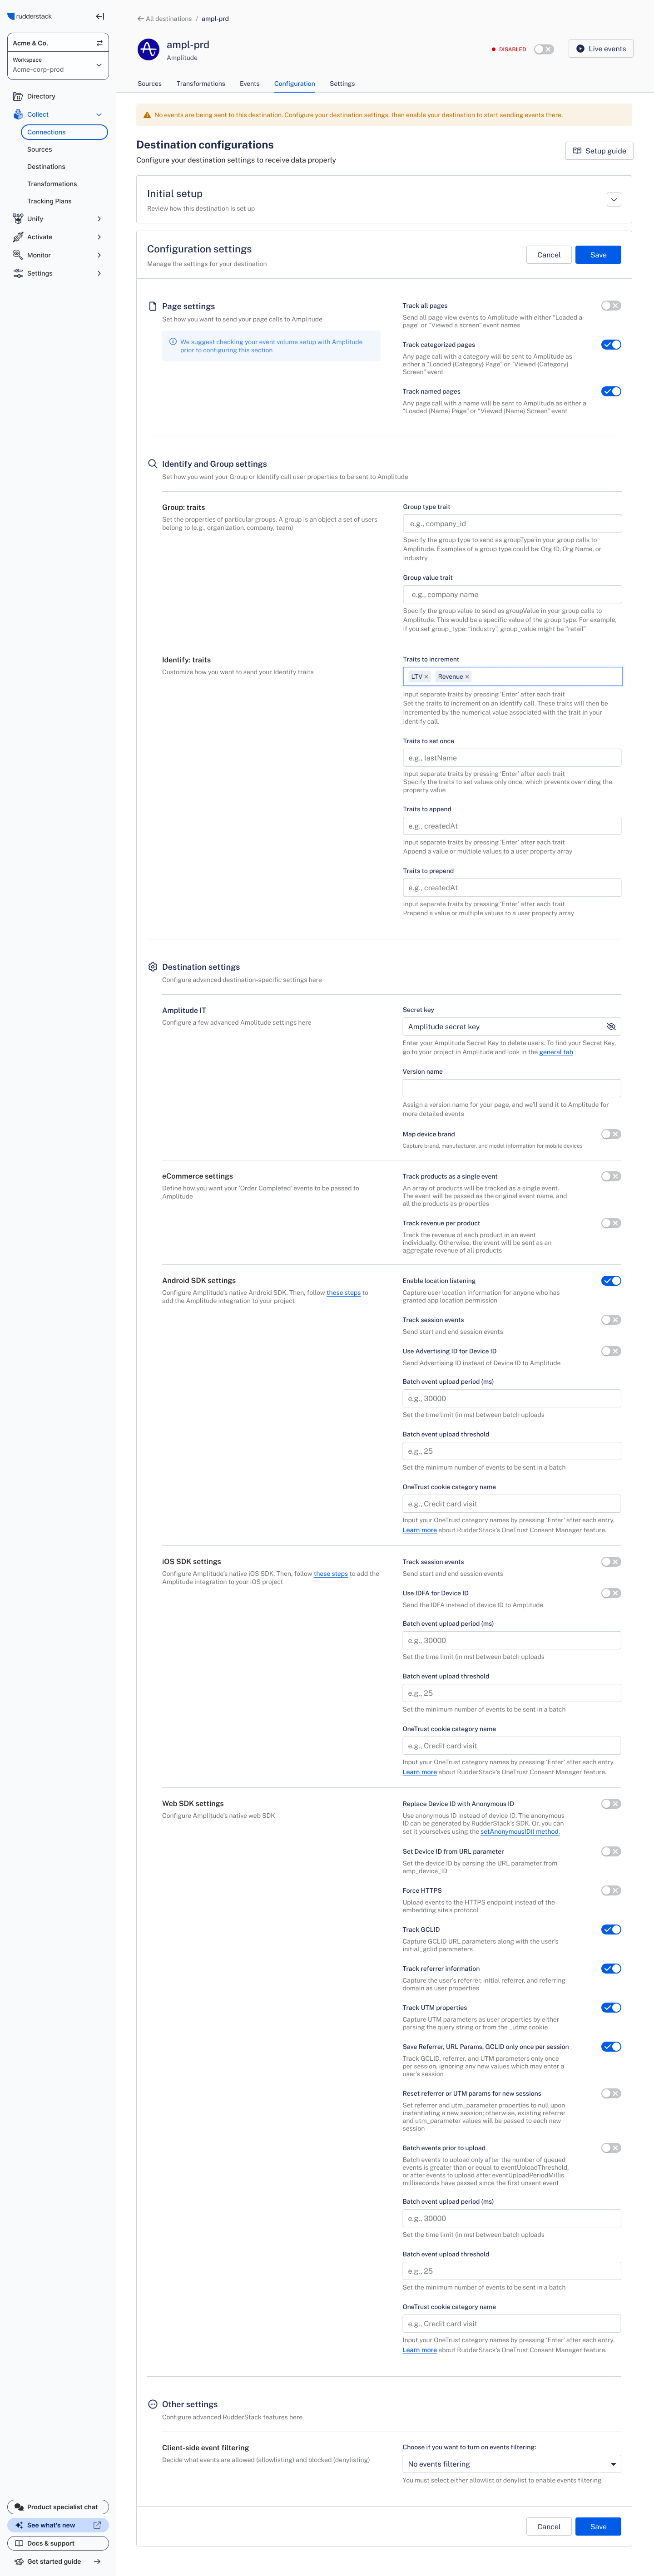 rudderstack
Acme & Co.
Workspace
Acme-corp-prod
Directory
Collect
Connections
Sources
Destinations
Transformations
Tracking Plans
Unify
Activate
Monitor
Settings
Product specialist chat
See what's new
Docs & support
Get started guide
All destinations / ampl-prd
ampl-prd
Amplitude
DISABLED
Live events
Sources
Transformations
Events
Configuration
Settings
No events are being sent to this destination. Configure your destination settings, then enable your destination to start sending events there.
Destination configurations
Configure your destination settings to receive data properly
Setup guide
Initial setup
Review how this destination is set up
Configuration settings
Manage the settings for your destination
Cancel
Save
Page settings
Set how you want to send your page calls to Amplitude
We suggest checking your event volume setup with Amplitude
prior to configuring this section
Track all pages
Send all page view events to Amplitude with either "Loaded a
page" or "Viewed a screen" event names
Track categorized pages
Any page call with a category will be sent to Amplitude as
either a "Loaded {Category} Page" or "Viewed {Category}
Screen" event
Track named pages
Any page call with a name will be sent to Amplitude as either a
"Loaded {Name} Page" or "Viewed {Name} Screen" event
Identify and Group settings
Set how you want your Group or Identify call user properties to be sent to Amplitude
Group: traits
Set the properties of particular groups. A group is an object a set of users
belong to (e.g., organization, company, team)
Group type trait
e.g., company_id
Specify the group type to send as groupType in your group calls to
Amplitude. Examples of a group type could be: Org ID, Org Name, or
Industry
Group value trait
e.g., company name
Specify the group value to send as groupValue in your group calls to
Amplitude. This would be a specific value of the group type. For example,
if you set group_type: "industry", group_value might be "retail"
Identify: traits
Customize how you want to send your Identify traits
Traits to increment
LTV ×
Revenue ×
Input separate traits by pressing 'Enter' after each trait
Set the traits to increment on an identify call. These traits will then be
incremented by the numerical value associated with the trait in your
identify call.
Traits to set once
e.g., lastName
Input separate traits by pressing 'Enter' after each trait
Specify the traits to set values only once, which prevents overriding the
property value
Traits to append
e.g., createdAt
Input separate traits by pressing 'Enter' after each trait
Append a value or multiple values to a user property array
Traits to prepend
e.g., createdAt
Input separate traits by pressing 'Enter' after each trait
Prepend a value or multiple values to a user property array
Destination settings
Configure advanced destination-specific settings here
Amplitude IT
Configure a few advanced Amplitude settings here
Secret key
Amplitude secret key
Enter your Amplitude Secret Key to delete users. To find your Secret Key,
go to your project in Amplitude and look in the general tab
Version name
Assign a version name for your page, and we'll send it to Amplitude for
more detailed events
Map device brand
Capture brand, manufacturer, and model information for mobile devices
eCommerce settings
Define how you want your 'Order Completed' events to be passed to
Amplitude
Track products as a single event
An array of products will be tracked as a single event.
The event will be passed as the original event name, and
all the products as properties
Track revenue per product
Track the revenue of each product in an event
individually. Otherwise, the event will be sent as an
aggregate revenue of all products
Android SDK settings
Configure Amplitude's native Android SDK. Then, follow these steps to
add the Amplitude integration to your project
Enable location listening
Capture user location information for anyone who has
granted app location permission
Track session events
Send start and end session events
Use Advertising ID for Device ID
Send Advertising ID instead of Device ID to Amplitude
Batch event upload period (ms)
e.g., 30000
Set the time limit (in ms) between batch uploads
Batch event upload threshold
e.g., 25
Set the minimum number of events to be sent in a batch
OneTrust cookie category name
e.g., Credit card visit
Input your OneTrust category names by pressing 'Enter' after each entry.
Learn more about RudderStack's OneTrust Consent Manager feature.
iOS SDK settings
Configure Amplitude's native iOS SDK. Then, follow these steps to add the
Amplitude integration to your iOS project
Track session events
Send start and end session events
Use IDFA for Device ID
Send the IDFA instead of device ID to Amplitude
Batch event upload period (ms)
e.g., 30000
Set the time limit (in ms) between batch uploads
Batch event upload threshold
e.g., 25
Set the minimum number of events to be sent in a batch
OneTrust cookie category name
e.g., Credit card visit
Input your OneTrust category names by pressing 'Enter' after each entry.
Learn more about RudderStack's OneTrust Consent Manager feature.
Web SDK settings
Configure Amplitude's native web SDK
Replace Device ID with Anonymous ID
Use anonymous ID instead of device ID. The anonymous
ID can be generated by RudderStack's SDK. Or, you can
set it yourselves using the setAnonymousID() method.
Set Device ID from URL parameter
Set the device ID by parsing the URL parameter from
amp_device_ID
Force HTTPS
Upload events to the HTTPS endpoint instead of the
embedding site's protocol
Track GCLID
Capture GCLID URL parameters along with the user's
initial_gclid parameters
Track referrer information
Capture the user's referrer, initial referrer, and referring
domain as user properties
Track UTM properties
Capture UTM parameters as user properties by either
parsing the query string or from the _utmz cookie
Save Referrer, URL Params, GCLID only once per session
Track GCLID, referrer, and UTM parameters only once
per session, ignoring any new values which may enter a
user's session
Reset referrer or UTM params for new sessions
Set referrer and utm_parameter properties to null upon
instantiating a new session; otherwise, existing referrer
and utm_parameter values will be passed to each new
session
Batch events prior to upload
Batch events to upload only after the number of queued
events is greater than or equal to eventUploadThreshold,
or after events to upload after eventUploadPeriodMillis
milliseconds have passed since the first unsent event
Batch event upload period (ms)
e.g., 30000
Set the time limit (in ms) between batch uploads
Batch event upload threshold
e.g., 25
Set the minimum number of events to be sent in a batch
OneTrust cookie category name
e.g., Credit card visit
Input your OneTrust category names by pressing 'Enter' after each entry.
Learn more about RudderStack's OneTrust Consent Manager feature.
Other settings
Configure advanced RudderStack features here
Client-side event filtering
Decide what events are allowed (allowlisting) and blocked (denylisting)
Choose if you want to turn on events filtering:
No events filtering
You must select either allowlist or denylist to enable events filtering
Cancel
Save